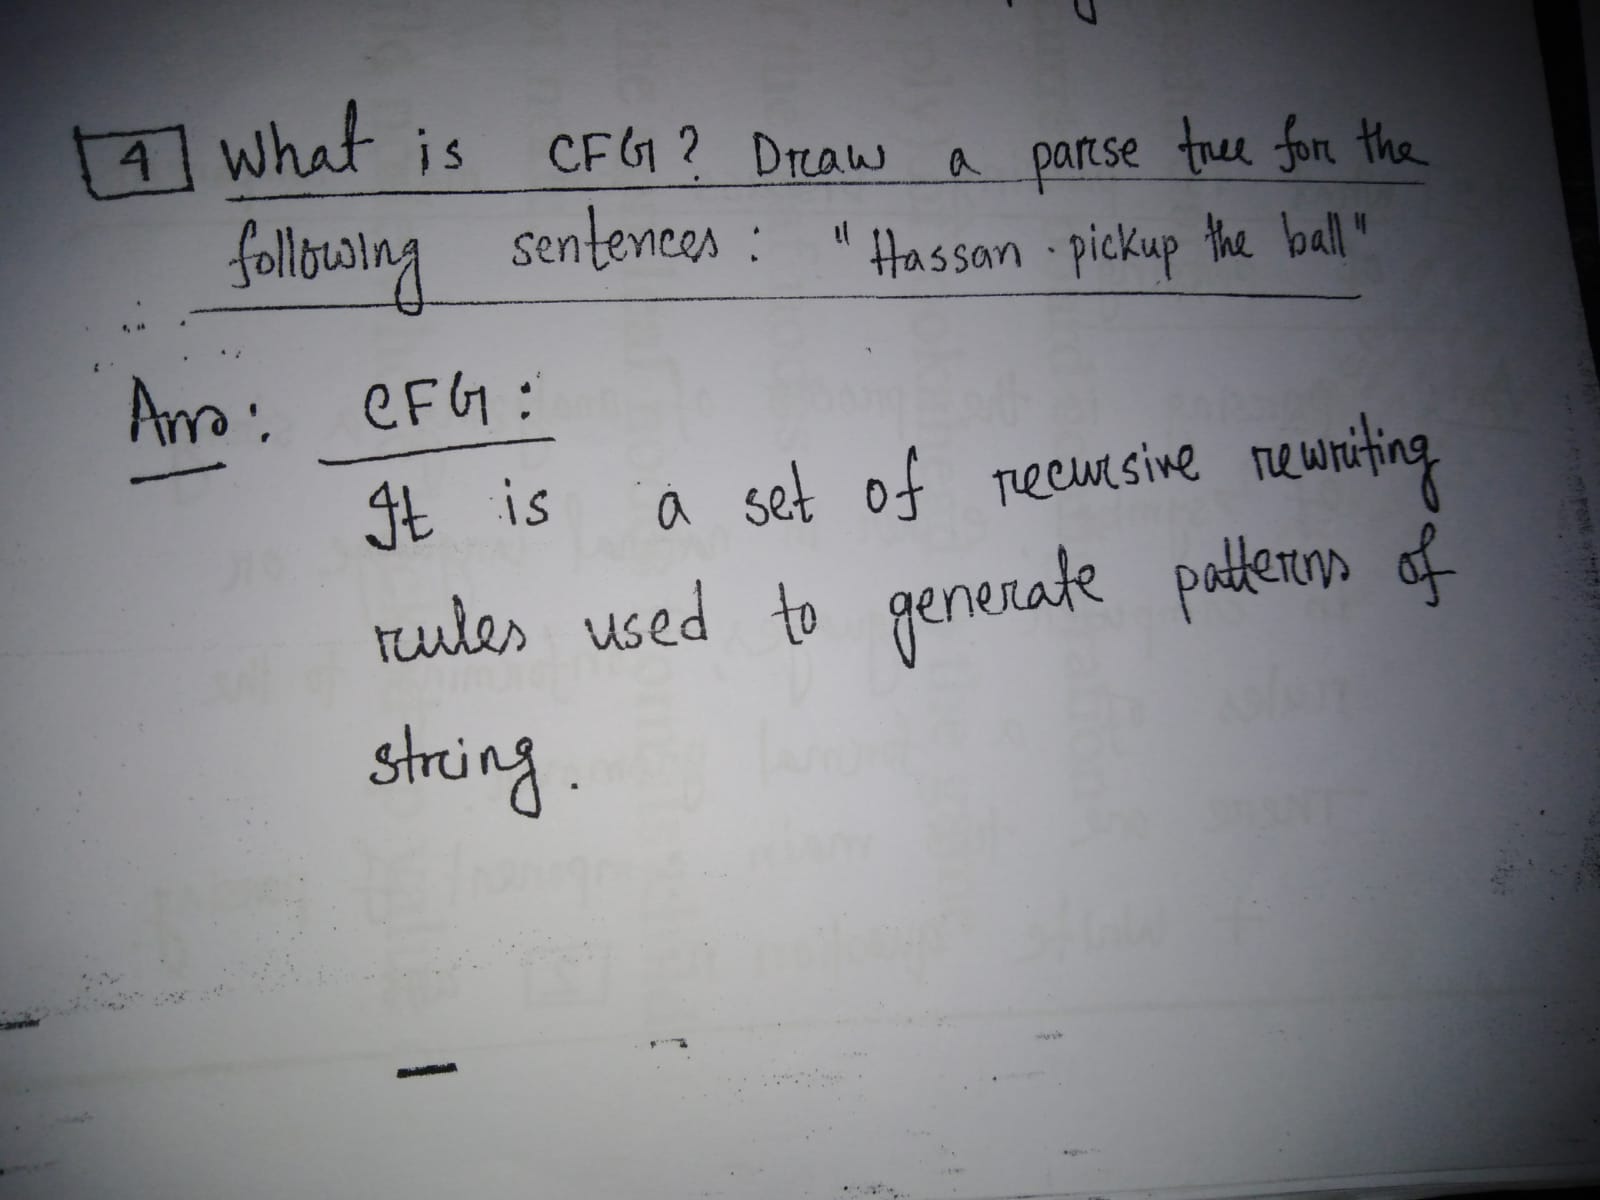 4 What is CFG? Draw a parse tree for the
following sentences : "Hassan pickup the ball"
Ans: CFG:
It is a set of recursive rewriting
rules used to generate patterns of
string.